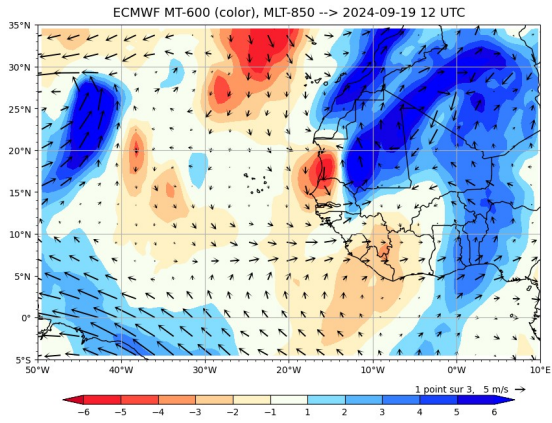 ECMWF MT-600 (color), MLT-850 --> 2024-09-19 12 UTC
35°N
30°N
25°N
20°N
15°N
10°N
5°N
0°
5°S
50°W 40°W 30°W 20°W 10°W 0°W 10°E
1 point sur 3, 5 m/s
−6 −5 −4 −3 −2 −1 1 2 3 4 5 6